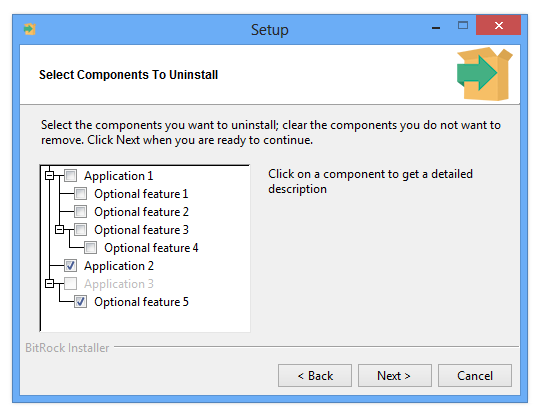 Setup
Select Components To Uninstall
Select the components you want to uninstall; clear the components you do not want to
remove. Click Next when you are ready to continue.
Application 1
Optional feature 1
Optional feature 2
Optional feature 3
Optional feature 4
Application 2
Application 3
Optional feature 5
Click on a component to get a detailed
description
BitRock Installer
< Back
Next >
Cancel